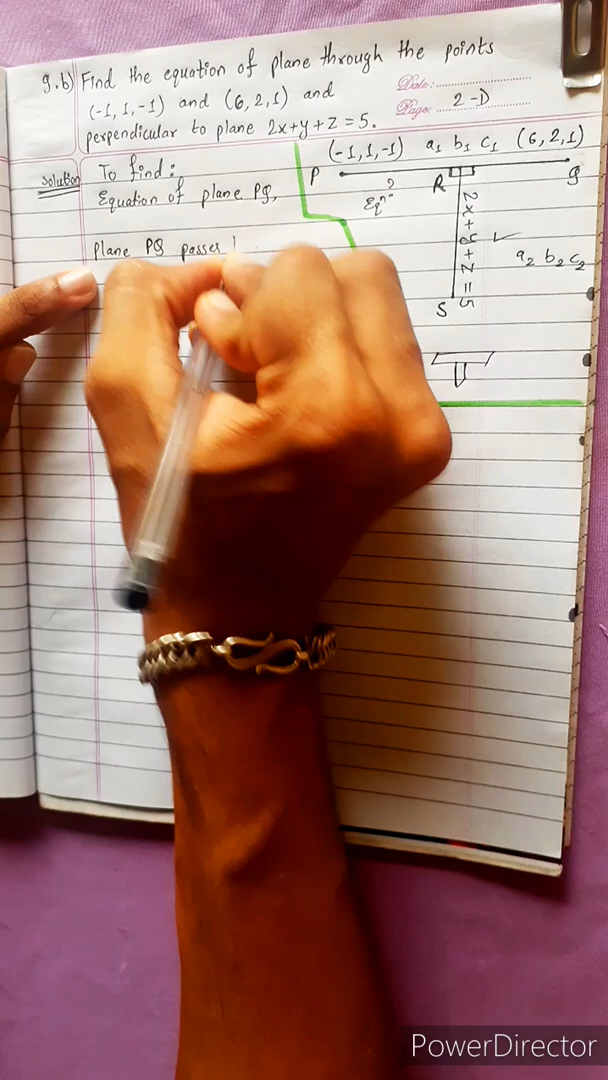 9.b) Find the equation of plane through the points
(-1, 1, -1) and (6, 2, 1) and
perpendicular to plane 2x+y+z = 5.
Date:
Page: 2-D
Solution
To find:
Equation of plane PQ,
Plane PQ passes
(-1, 1, -1) a₁ b₁ c₁ (6, 2, 1)
P R Q
?
Eqⁿ
2x+y+z=5
a₂ b₂ c₂
S
PowerDirector